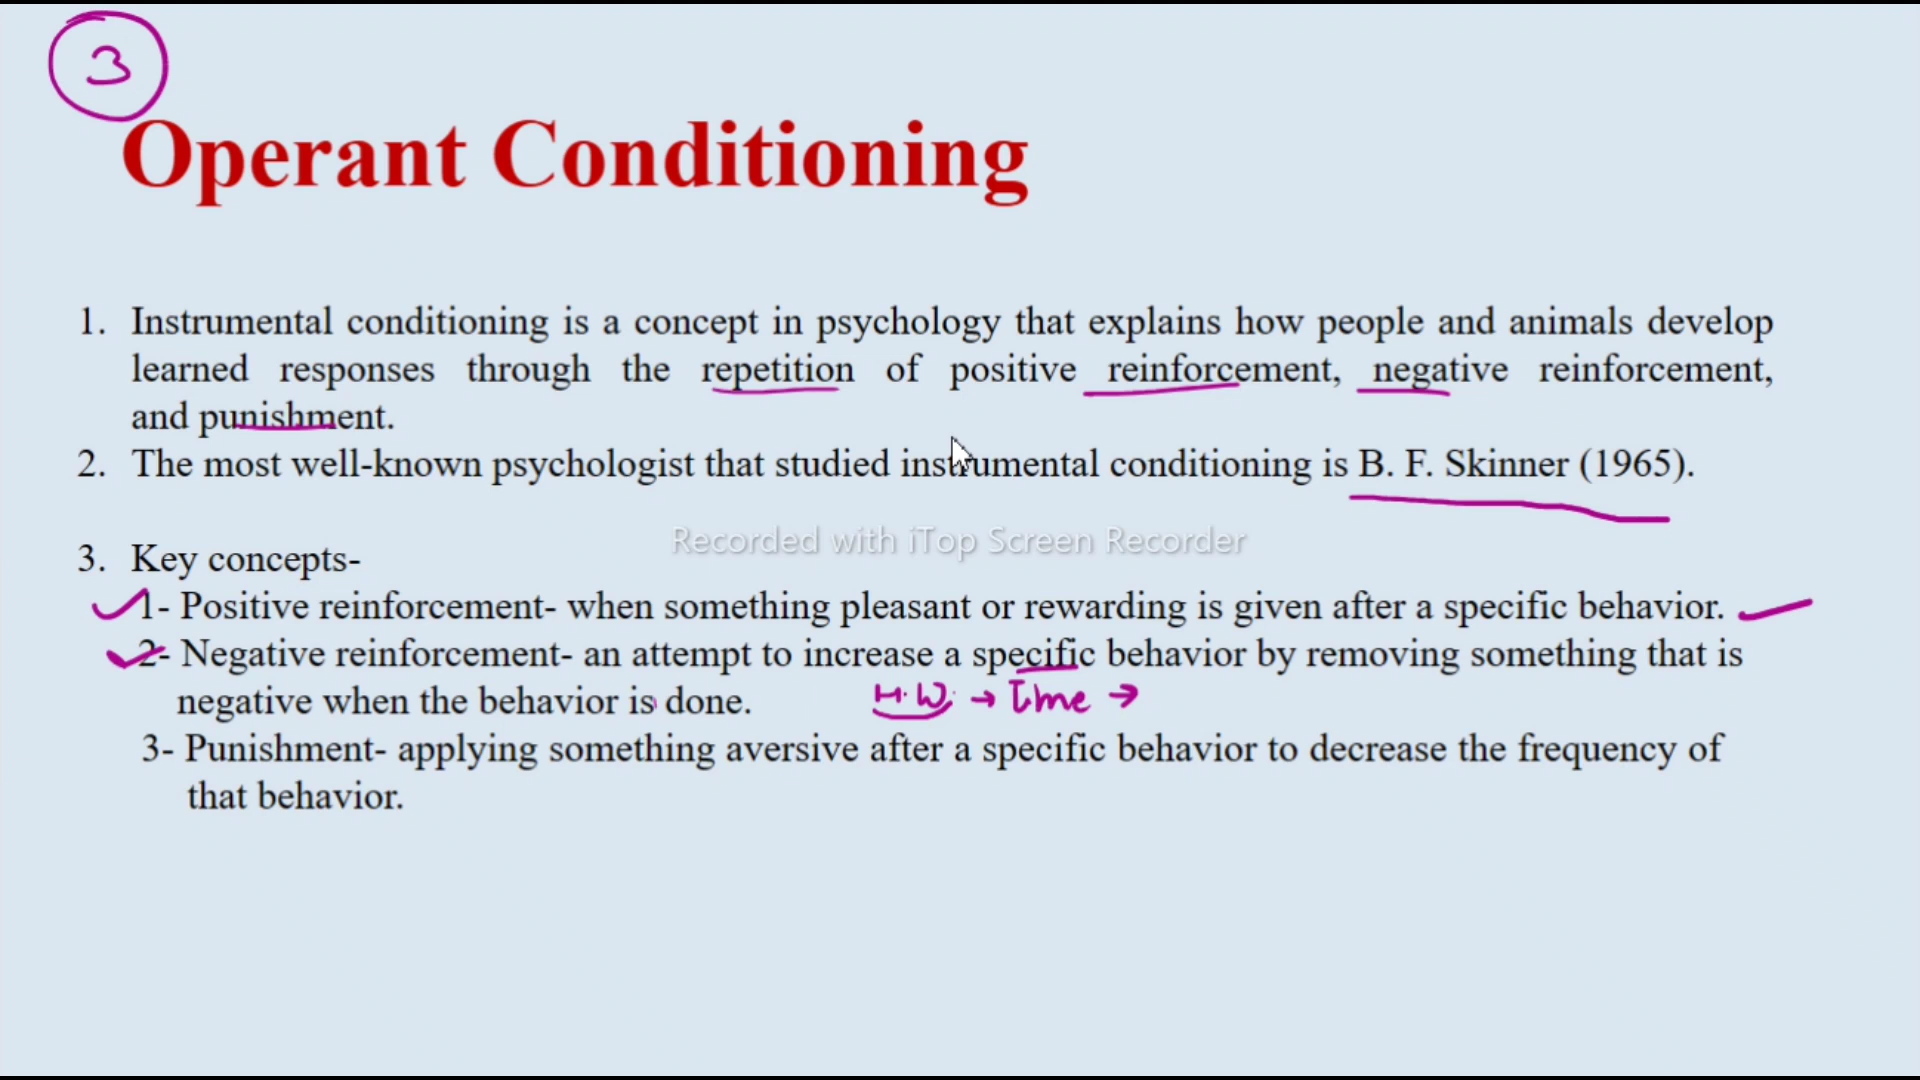 3
Operant Conditioning
1. Instrumental conditioning is a concept in psychology that explains how people and animals develop
learned responses through the repetition of positive reinforcement, negative reinforcement,
and punishment.
2. The most well-known psychologist that studied instrumental conditioning is B. F. Skinner (1965).
Recorded with iTop Screen Recorder
3. Key concepts-
1- Positive reinforcement- when something pleasant or rewarding is given after a specific behavior.
2- Negative reinforcement- an attempt to increase a specific behavior by removing something that is
negative when the behavior is done. H.W. → Time →
3- Punishment- applying something aversive after a specific behavior to decrease the frequency of
that behavior.